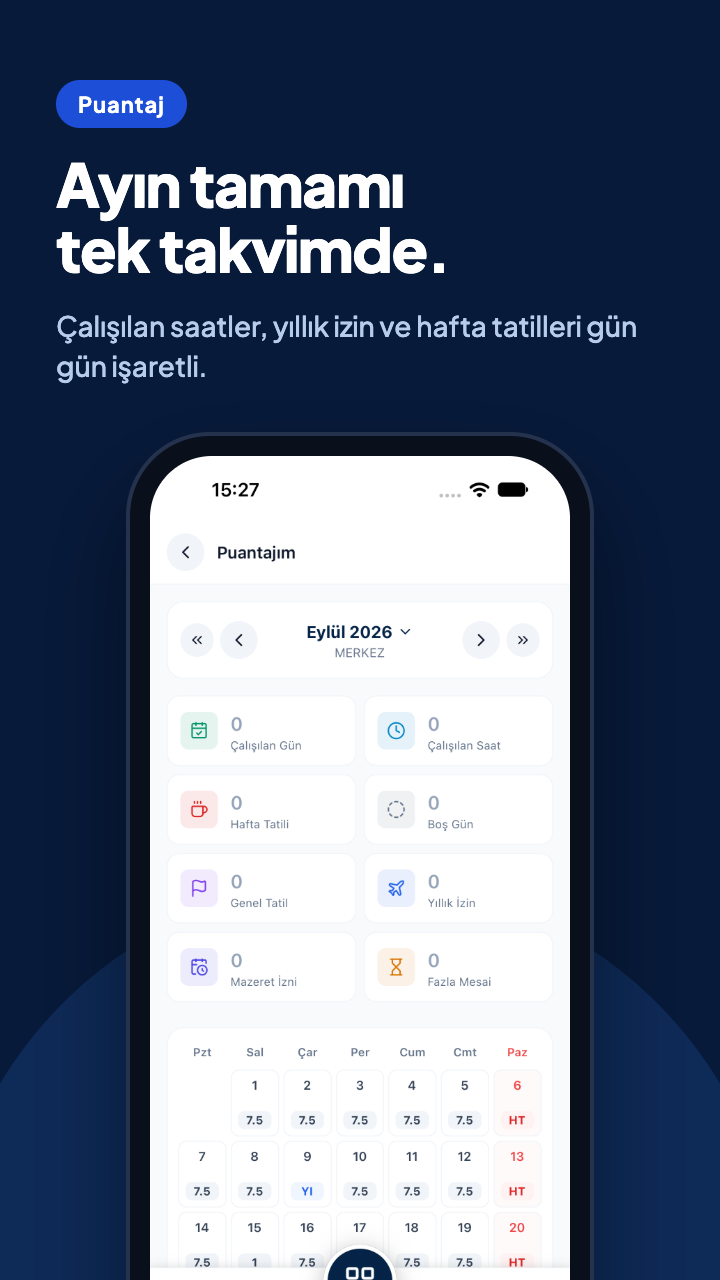 Puantaj
Ayın tamamı
tek takvimde.
Çalışılan saatler, yıllık izin ve hafta tatilleri gün
gün işaretli.
15:27
Puantajım
Eylül 2026
MERKEZ
0 0
Çalışılan Gün Çalışılan Saat
0 0
Hafta Tatili Boş Gün
0 0
Genel Tatil Yıllık İzin
0 0
Mazeret İzni Fazla Mesai
Pzt Sal Çar Per Cum Cmt Paz
1 2 3 4 5 6
7.5 7.5 7.5 7.5 7.5 HT
7 8 9 10 11 12 13
7.5 7.5 YI 7.5 7.5 7.5 HT
14 15 16 17 18 19 20
7.5 1 7.5 7.5 7.5 HT